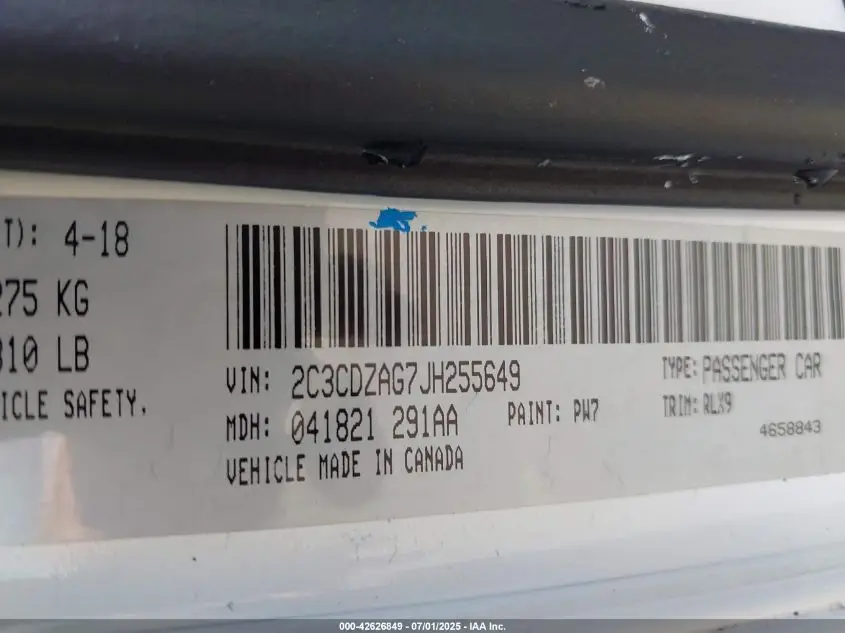 T): 4-18
275 KG
310 LB
ICLE SAFETY.
VIN: 2C3CDZAG7JH255649
TYPE: PASSENGER CAR
MDH: 041821 291AA
PAINT: PW7
TRIM: RLX9
4658843
VEHICLE MADE IN CANADA
000-42626849 - 07/01/2025 - IAA Inc.